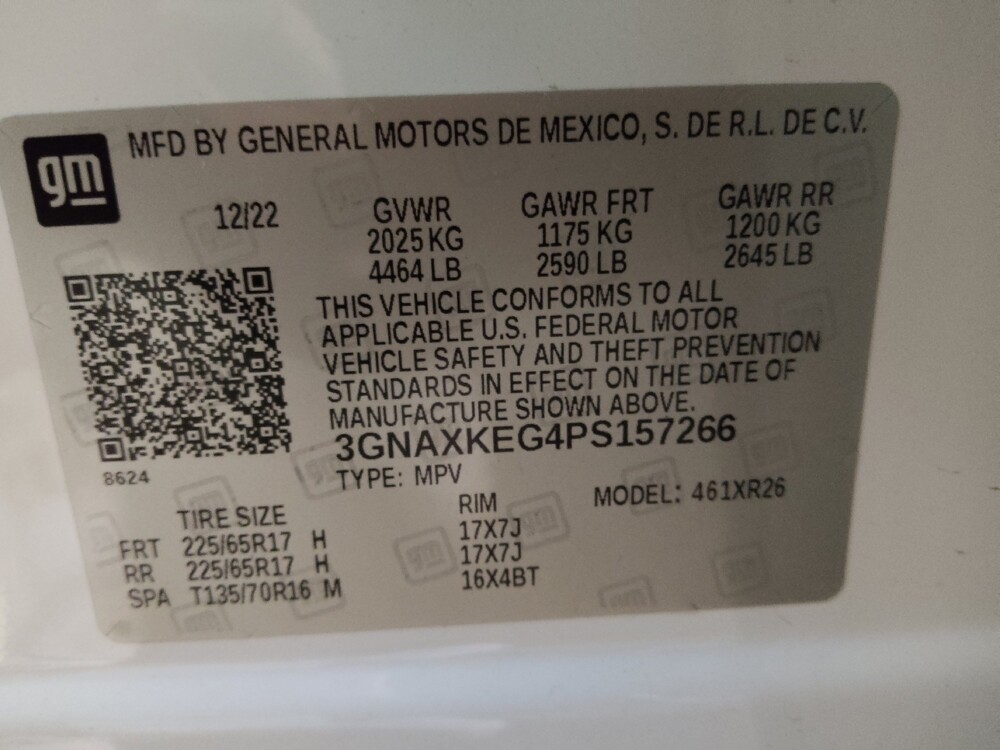 gm
MFD BY GENERAL MOTORS DE MEXICO, S. DE R.L. DE C.V.
12/22 GVWR GAWR FRT GAWR RR
2025 KG 1175 KG 1200 KG
4464 LB 2590 LB 2645 LB
THIS VEHICLE CONFORMS TO ALL
APPLICABLE U.S. FEDERAL MOTOR
VEHICLE SAFETY AND THEFT PREVENTION
STANDARDS IN EFFECT ON THE DATE OF
MANUFACTURE SHOWN ABOVE.
3GNAXKEG4PS157266
8624
TYPE: MPV MODEL: 461XR26
TIRE SIZE RIM
FRT 225/65R17 H 17X7J
RR 225/65R17 H 17X7J
SPA T135/70R16 M 16X4BT